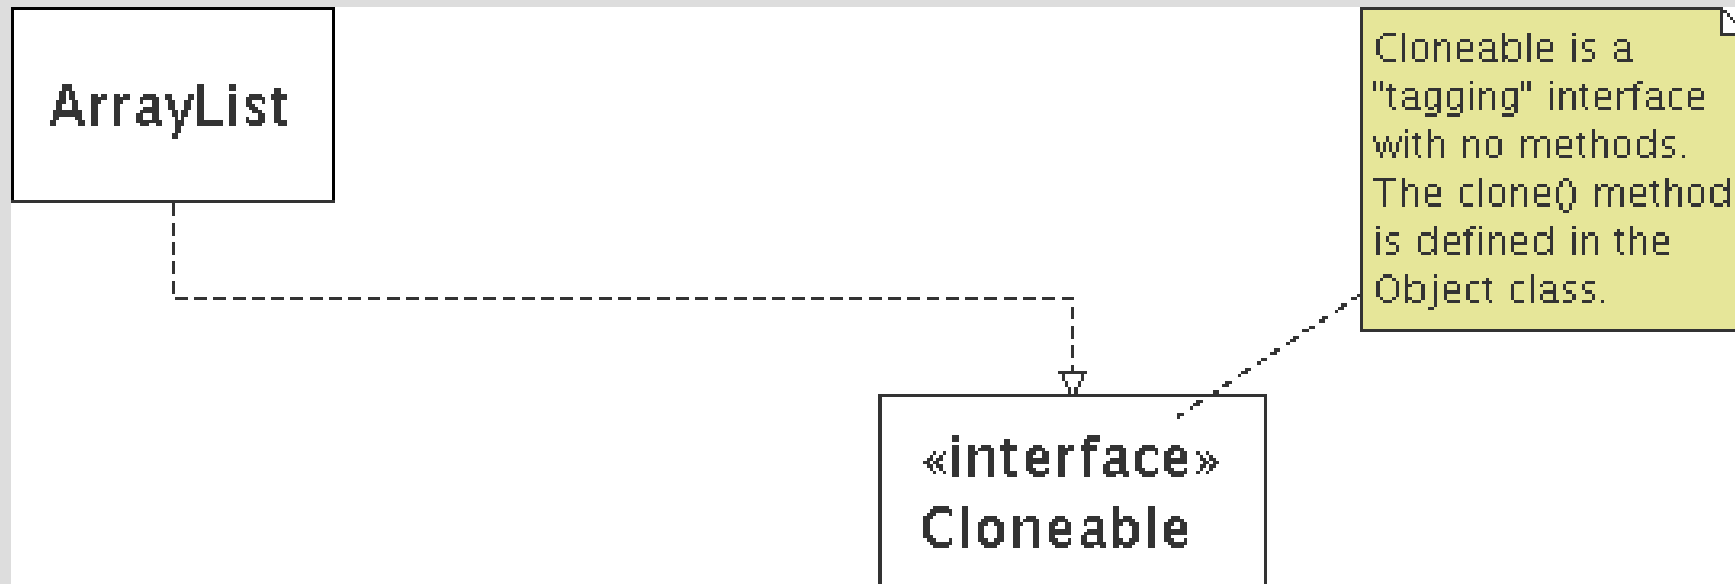 ArrayList
Cloneable is a
"tagging" interface
with no methods.
The clone() method
is defined in the
Object class.
«interface»
Cloneable